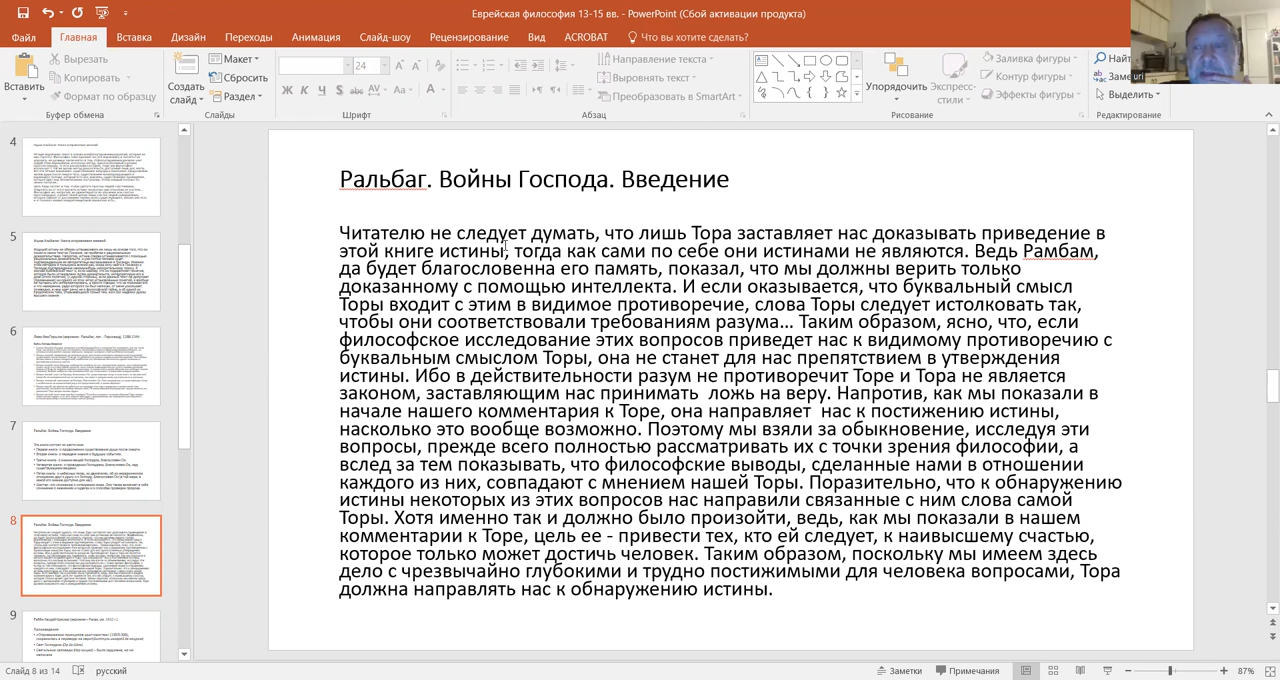 Еврейская философия 13-15 вв. - PowerPoint (Сбой активации продукта)
Файл Главная Вставка Дизайн Переходы Анимация Слайд-шоу Рецензирование Вид ACROBAT Что вы хотите сделать?
Вставить
Вырезать
Копировать
Формат по образцу
Буфер обмена
Создать слайд
Макет
Сбросить
Раздел
Слайды
24
Ж К Ч S abc AV Aa A
Шрифт
Направление текста
Выровнять текст
Преобразовать в SmartArt
Абзац
Упорядочить
Экспресс-стили
Заливка фигуры
Контур фигуры
Эффекты фигуры
Рисование
Выделить
Редактирование
uri
4
5
6
7
8
9
Ральбаг. Войны Господа. Введение
Читателю не следует думать, что лишь Тора заставляет нас доказывать приведение в
этой книге истины, тогда как сами по себе они таковыми не являются. Ведь Рамбам,
да будет благословенна его память, показал, что мы должны верить только
доказанному с помощью интеллекта. И если оказывается, что буквальный смысл
Торы входит с этим в видимое противоречие, слова Торы следует истолковать так,
чтобы они соответствовали требованиям разума... Таким образом, ясно, что, если
философское исследование этих вопросов приведет нас к видимому противоречию с
буквальным смыслом Торы, она не станет для нас препятствием в утверждения
истины. Ибо в действительности разум не противоречит Торе и Тора не является
законом, заставляющим нас принимать ложь на веру. Напротив, как мы показали в
начале нашего комментария к Торе, она направляет нас к постижению истины,
насколько это вообще возможно. Поэтому мы взяли за обыкновение, исследуя эти
вопросы, прежде всего полностью рассматривать их в точки зрения философии, а
вслед за тем показывать, что философские выводы, сделанные нами в отношении
каждого из них, совпадают с мнением нашей Торы. Поразительно, что к обнаружению
истины некоторых из этих вопросов нас направили связанные с ним слова самой
Торы. Хотя именно так и должно было произойти, ведь, как мы показали в нашем
комментарии к Торе, цель ее - привести тех, кто ей следует, к наивысшему счастью,
которое только может достичь человек. Таким образом, поскольку мы имеем здесь
дело с чрезвычайно глубокими и трудно постижимыми для человека вопросами, Тора
должна направлять нас к обнаружению истины.
Слайд 8 из 14 русский Заметки Примечания 87%